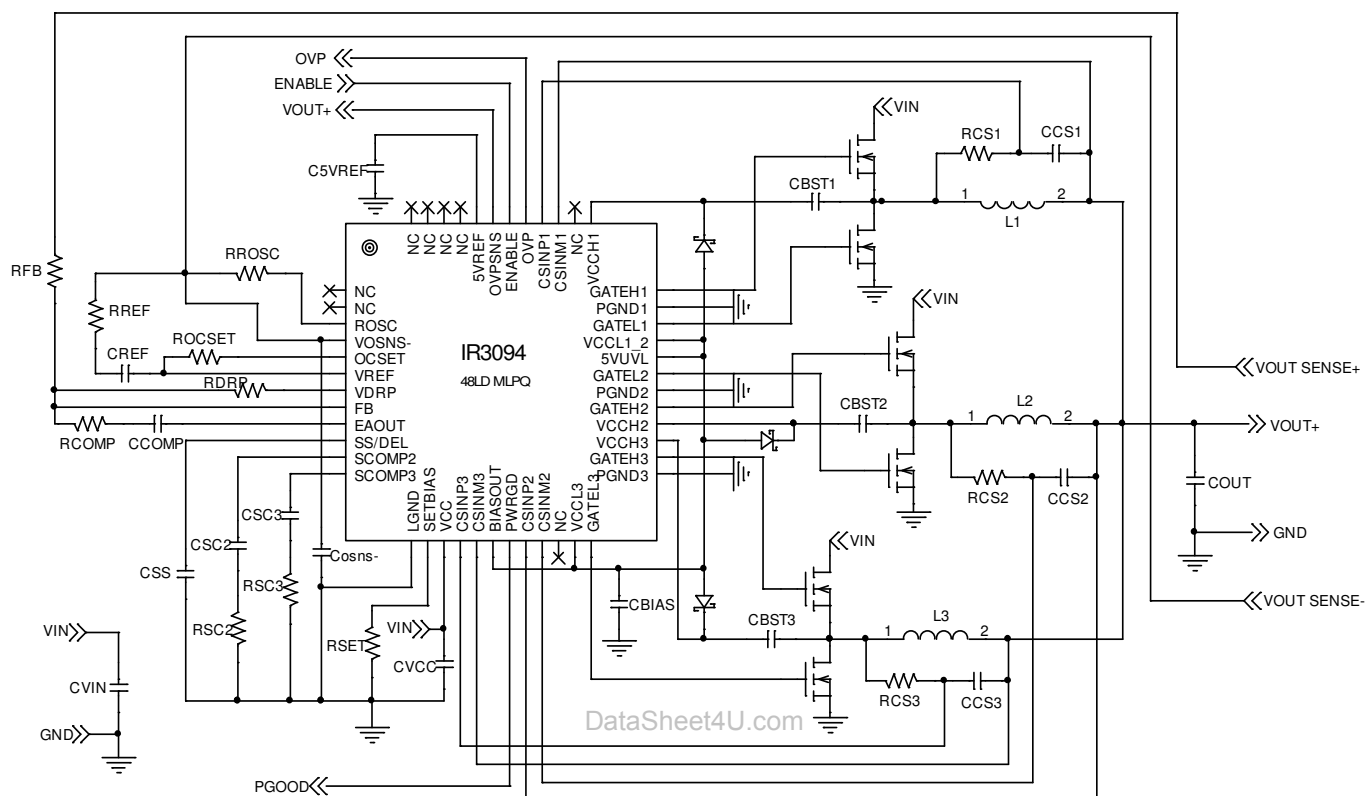 OVP
ENABLE
VOUT+
C5VREF
VIN
RCS1
CCS1
CBST1
1
2
L1
NC
NC
NC
NC
5VREF
OVPSNS
ENABLE
OVP
CSINP1
CSINM1
NC
VCCH1
RFB
RROSC
RREF
ROCSET
CREF
RDRP
RCOMP
CCOMP
NC
NC
ROSC
VOSNS-
OCSET
VREF
VDRP
FB
EAOUT
SS/DEL
SCOMP2
SCOMP3
IR3094
48LD MLPQ
GATEH1
PGND1
GATEL1
VCCL1_2
5VUVL
GATEL2
PGND2
GATEH2
VCCH2
VCCH3
GATEH3
PGND3
LGND
SETBIAS
VCC
CSINP3
CSINM3
BIASOUT
PWRGD
CSINP2
CSINM2
NC
VCCL3
GATEL3
VIN
CBST2
1
L2
2
RCS2
CCS2
VOUT SENSE+
VOUT+
COUT
GND
VOUT SENSE-
CSC3
CSC2
CSS
Cosns-
RSC3
RSC2
RSET
VIN
CVCC
CBIAS
VIN
CBST3
1
L3
2
RCS3
CCS3
VIN
CVIN
GND
PGOOD
DataSheet4U.com